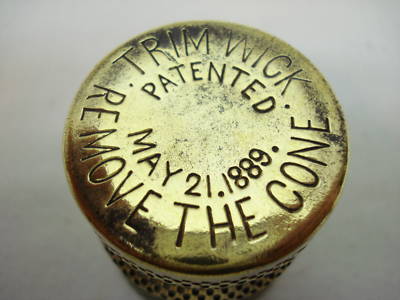 · TRIM WICK ·
PATENTED
MAY 21.1889.
REMOVE THE CONE